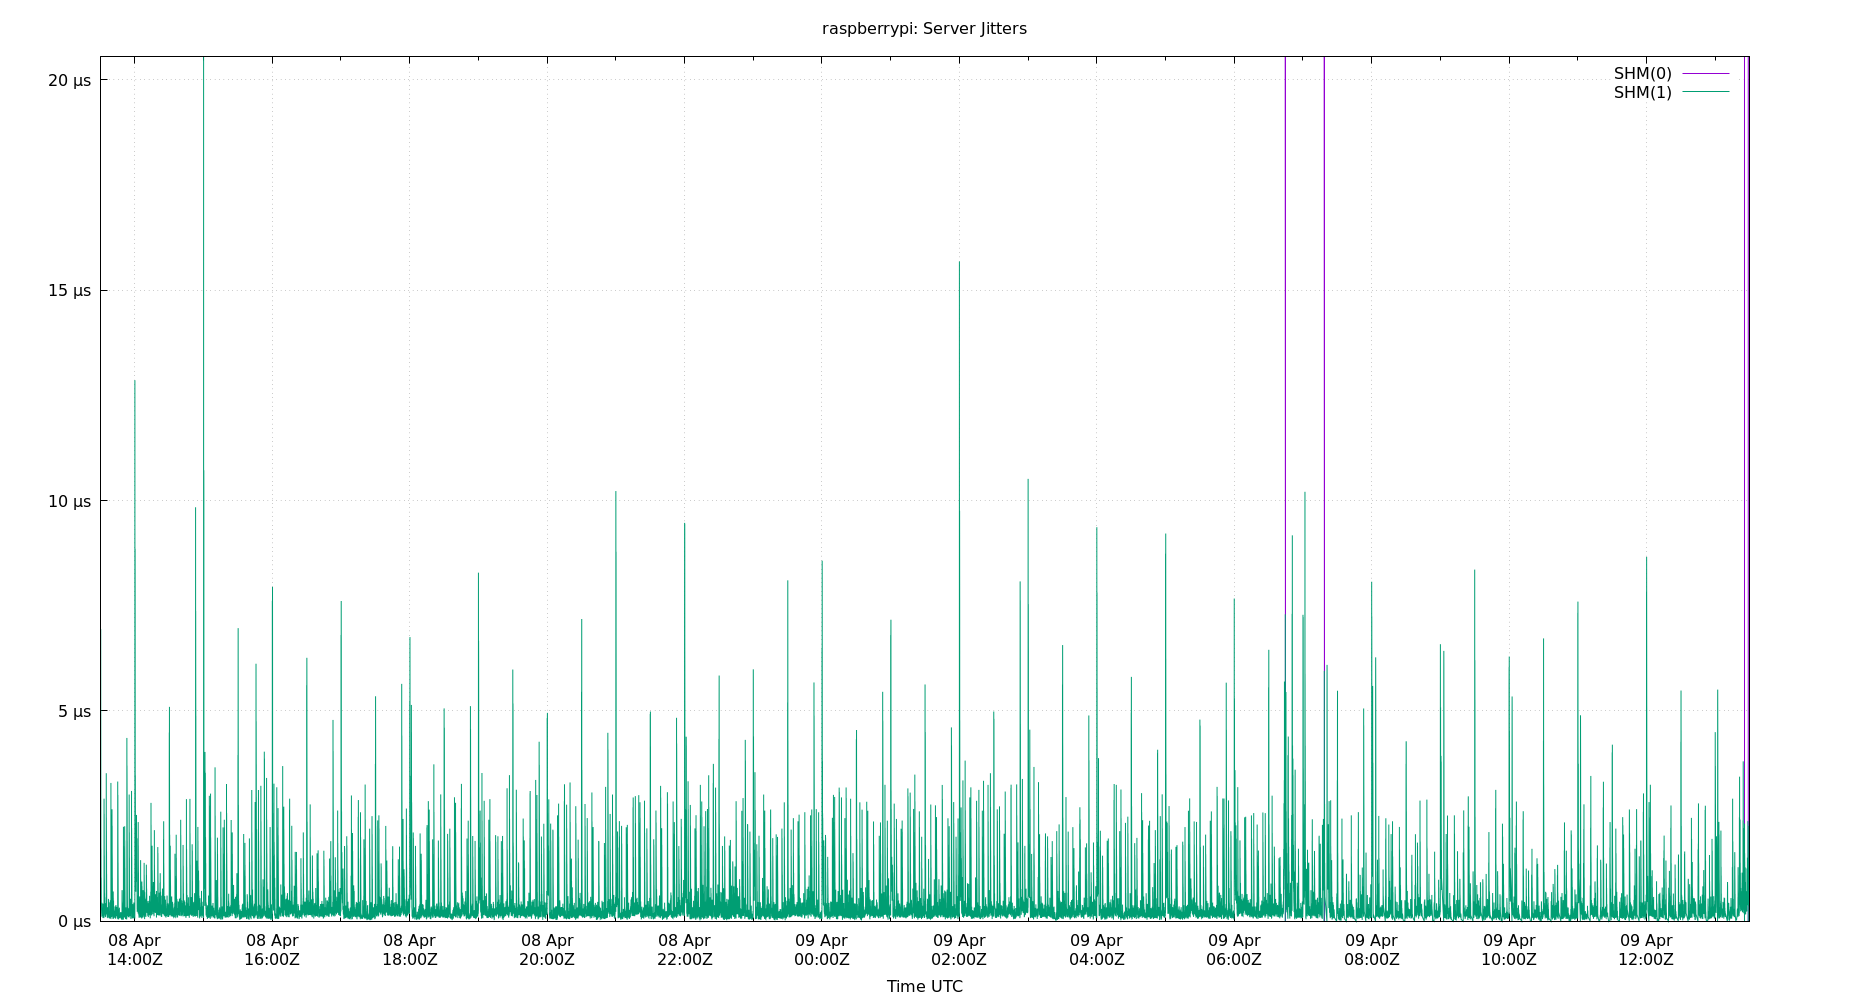 raspberrypi: Server Jitters
SHM(0)
SHM(1)
20 µs
15 µs
10 µs
5 µs
0 µs
08 Apr 08 Apr 08 Apr 08 Apr 08 Apr 09 Apr 09 Apr 09 Apr 09 Apr 09 Apr 09 Apr 09 Apr
14:00Z 16:00Z 18:00Z 20:00Z 22:00Z 00:00Z 02:00Z 04:00Z 06:00Z 08:00Z 10:00Z 12:00Z
Time UTC